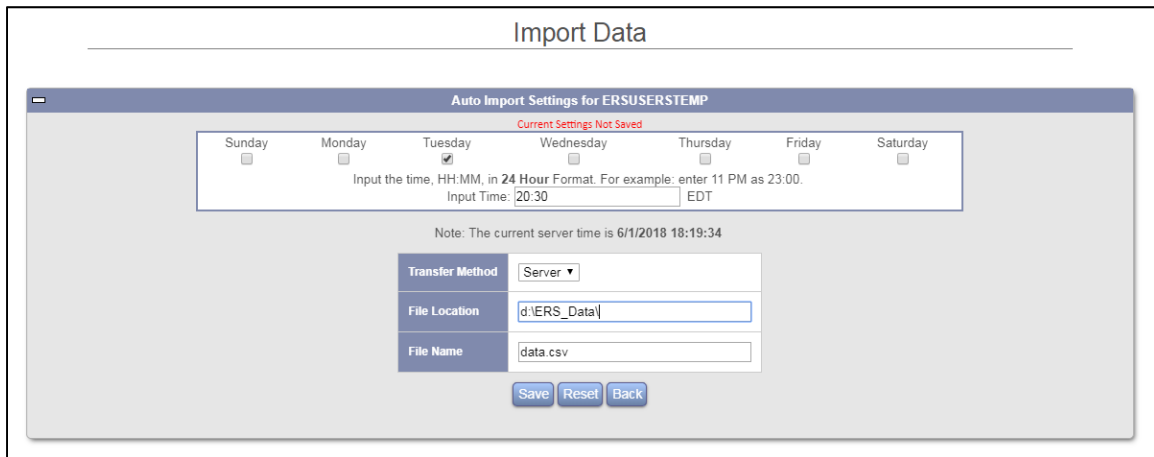 Import Data
Auto Import Settings for ERSUSERSTEMP
Current Settings Not Saved
Sunday Monday Tuesday Wednesday Thursday Friday Saturday
Input the time, HH:MM, in 24 Hour Format. For example: enter 11 PM as 23:00.
Input Time: 20:30 EDT
Note: The current server time is 6/1/2018 18:19:34
Transfer Method Server
File Location d:\ERS_Data\
File Name data.csv
Save Reset Back